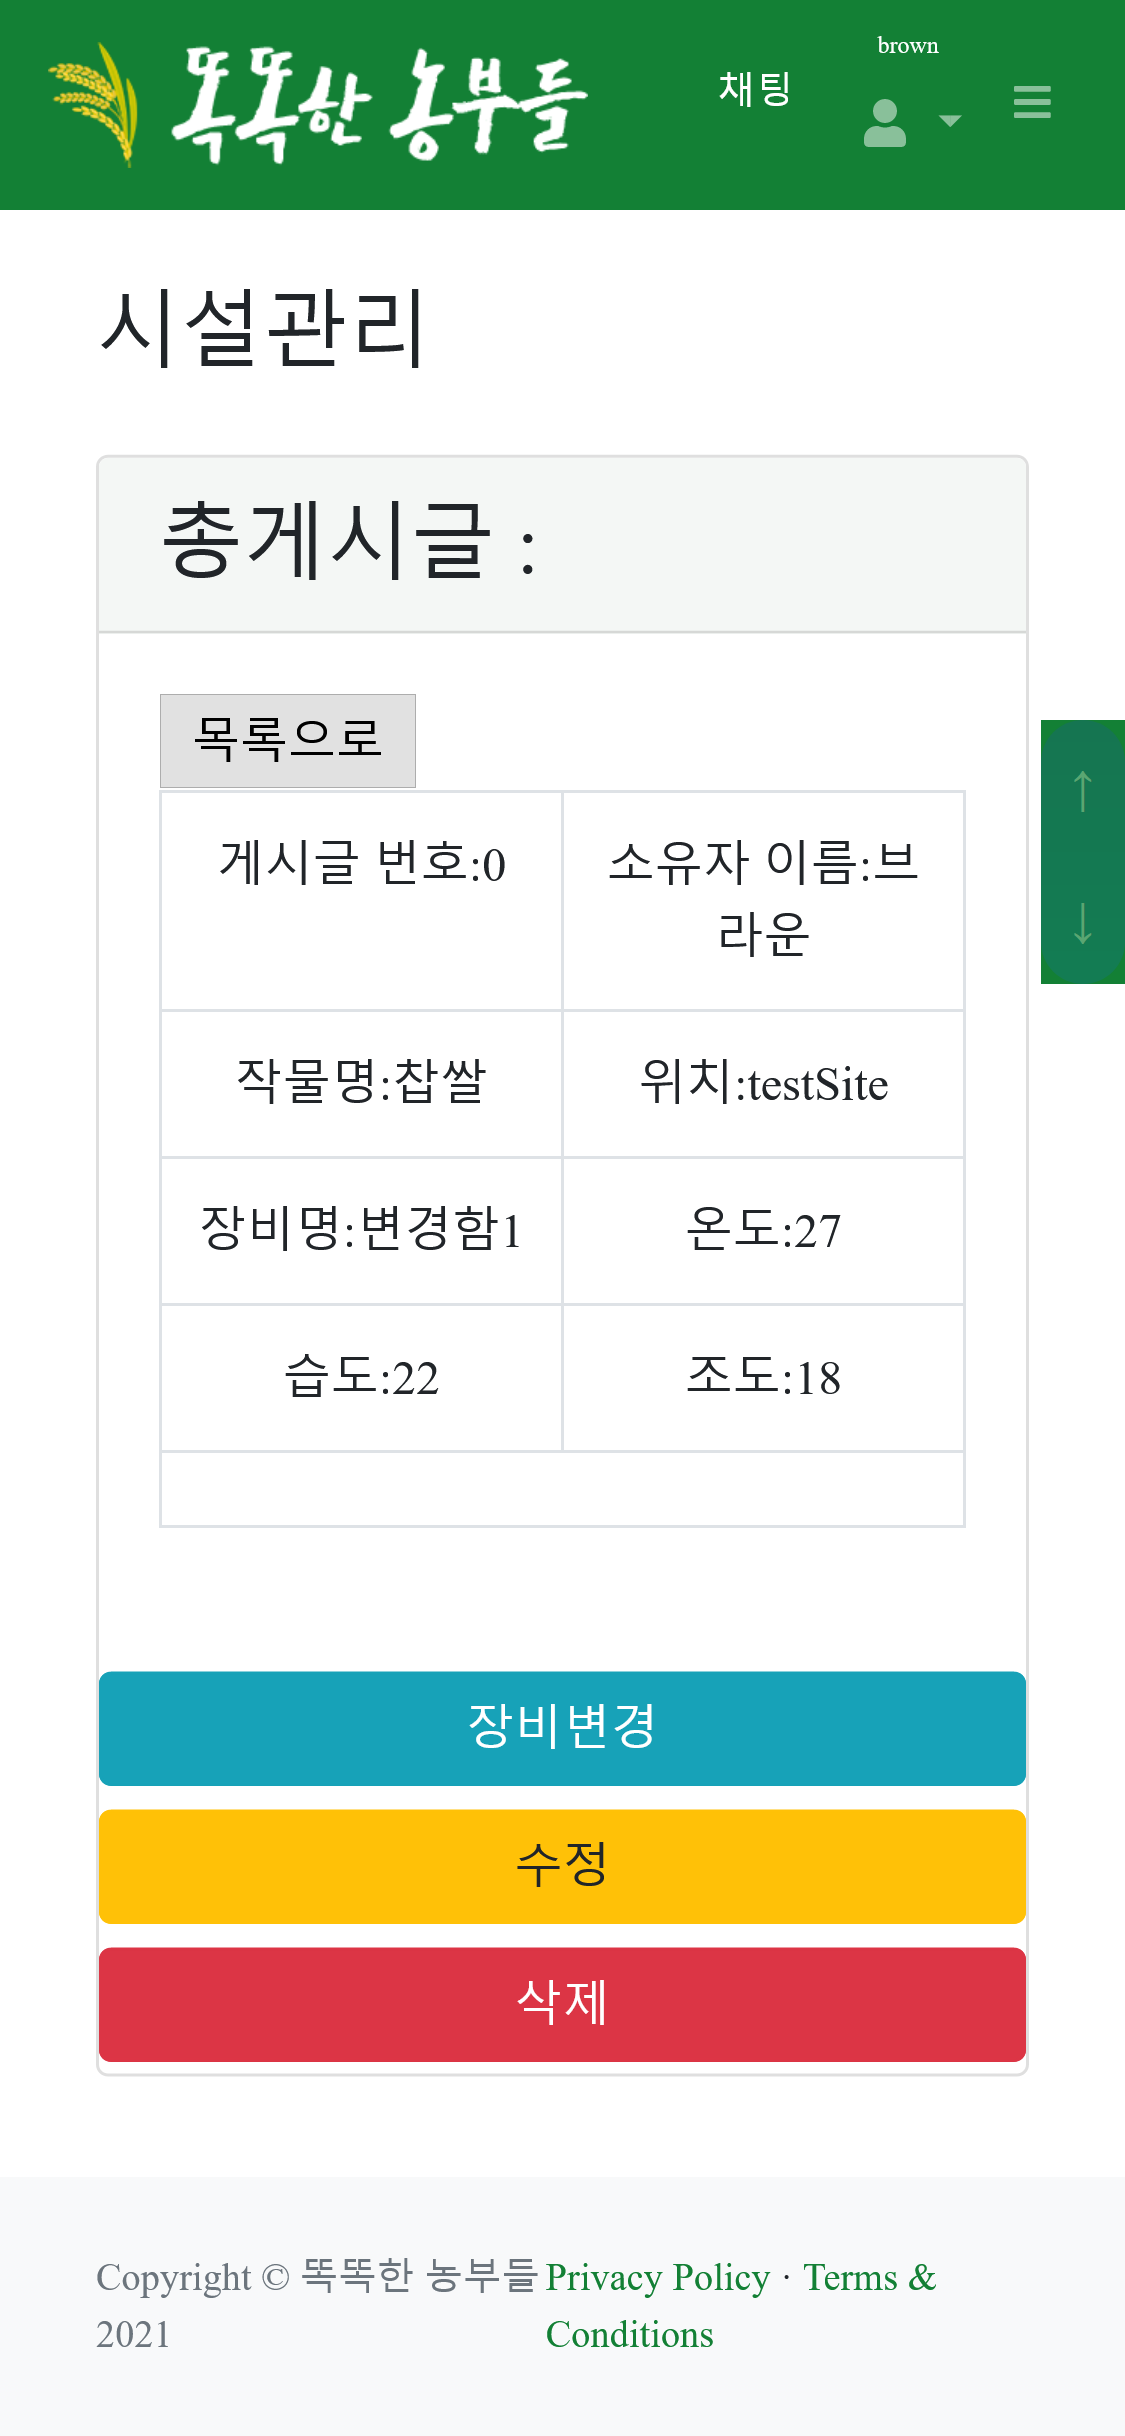 똑똑한 농부들
채팅
brown
시설관리
총게시글 :
목록으로
게시글 번호:0
소유자 이름:브
라운
작물명:찹쌀
위치:testSite
장비명:변경함1
온도:27
습도:22
조도:18
↑
↓
장비변경
수정
삭제
Copyright © 똑똑한 농부들
2021
Privacy Policy · Terms &
Conditions